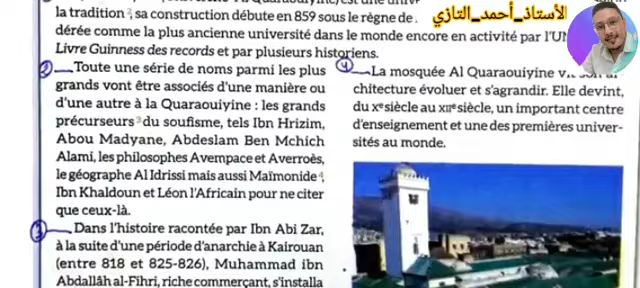 la tradition², sa construction débute en 859 sous le règne de
الأستاذ_أحمد_التازي
dérée comme la plus ancienne université dans le monde encore en activité par l'
Livre Guinness des records et par plusieurs historiens.
2 Toute une série de noms parmi les plus
grands vont être associés d'une manière ou
d'une autre à la Quaraouiyine : les grands
précurseurs³ du soufisme, tels Ibn Hrizim,
Abou Madyane, Abdeslam Ben Mchich
Alami, les philosophes Avempace et Averroès,
le géographe Al Idrissi mais aussi Maïmonide⁴,
Ibn Khaldoun et Léon l'Africain pour ne citer
que ceux-là.
3 Dans l'histoire racontée par Ibn Abi Zar,
à la suite d'une période d'anarchie à Kairouan
(entre 818 et 825-826), Muhammad ibn
Abdallâh al-Fihri, riche commerçant, s'installa
4 La mosquée Al Quaraouiyine
chitecture évoluer et s'agrandir. Elle devint,
du Xe siècle au XIIe siècle, un important centre
d'enseignement et une des premières univer-
sités au monde.